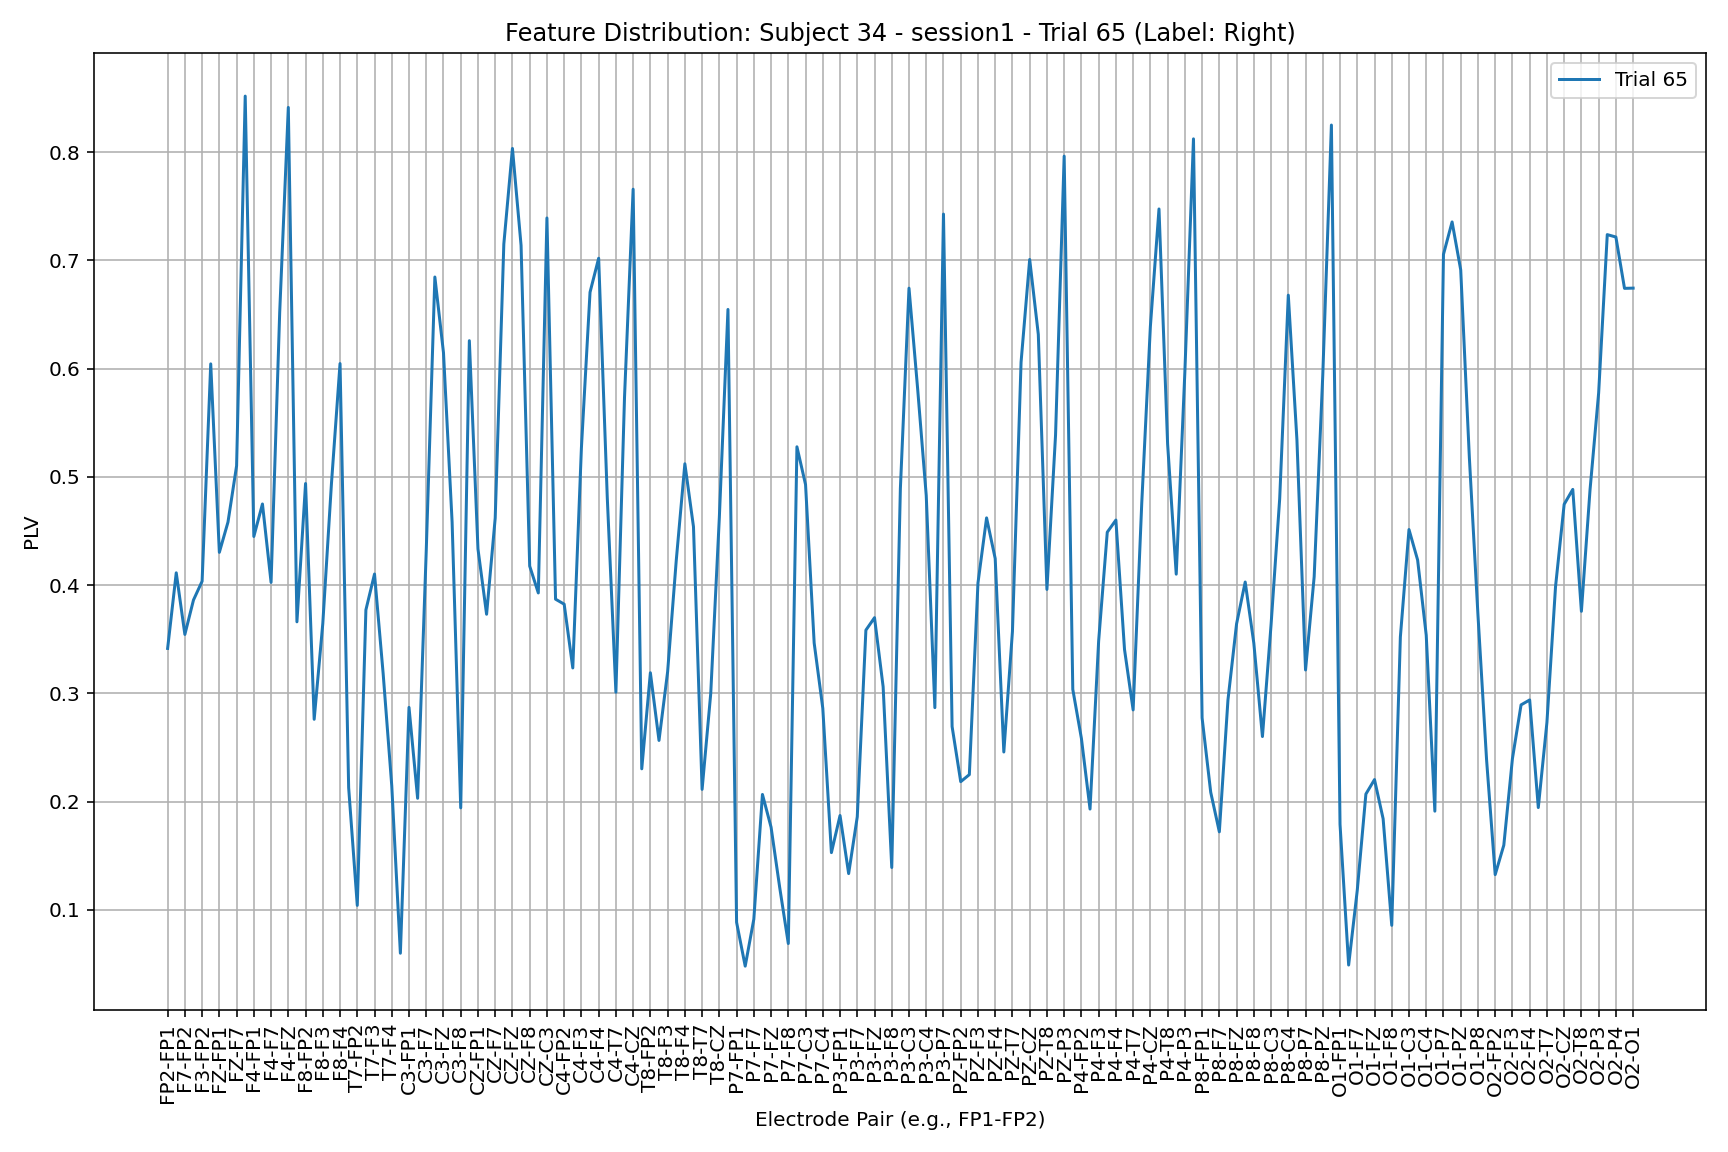 Feature Distribution: Subject 34 - session1 - Trial 65 (Label: Right)
Trial 65
PLV
0.8
0.7
0.6
0.5
0.4
0.3
0.2
0.1
FP2-FP1
F7-FP2
F3-FP2
FZ-FP1
FZ-F7
F4-FP1
F4-F7
F4-FZ
F8-FP2
F8-F3
F8-F4
T7-FP2
T7-F3
T7-F4
C3-FP1
C3-F7
C3-FZ
C3-F8
CZ-FP1
CZ-F7
CZ-FZ
CZ-F8
CZ-C3
C4-FP2
C4-F3
C4-F4
C4-T7
C4-CZ
T8-FP2
T8-F3
T8-F4
T8-T7
T8-CZ
P7-FP1
P7-F7
P7-FZ
P7-F8
P7-C3
P7-C4
P3-FP1
P3-F7
P3-FZ
P3-F8
P3-C3
P3-C4
P3-P7
PZ-FP2
PZ-F3
PZ-F4
PZ-T7
PZ-CZ
PZ-T8
PZ-P3
P4-FP2
P4-F3
P4-F4
P4-T7
P4-CZ
P4-T8
P4-P3
P8-FP1
P8-F7
P8-FZ
P8-F8
P8-C3
P8-C4
P8-P7
P8-PZ
O1-FP1
O1-F7
O1-FZ
O1-F8
O1-C3
O1-C4
O1-P7
O1-PZ
O1-P8
O2-FP2
O2-F3
O2-F4
O2-T7
O2-CZ
O2-T8
O2-P3
O2-P4
O2-O1
Electrode Pair (e.g., FP1-FP2)